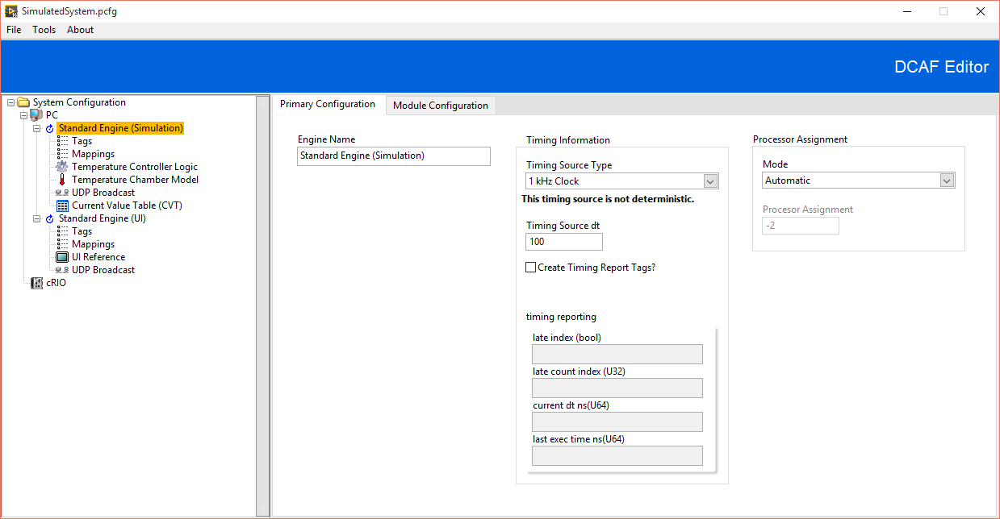 SimulatedSystem.pcfg
File Tools About
DCAF Editor
System Configuration
PC
Standard Engine (Simulation)
Tags
Mappings
Temperature Controller Logic
Temperature Chamber Model
UDP Broadcast
Current Value Table (CVT)
Standard Engine (UI)
Tags
Mappings
UI Reference
UDP Broadcast
cRIO
Primary Configuration Module Configuration
Engine Name
Standard Engine (Simulation)
Timing Information
Timing Source Type
1 kHz Clock
This timing source is not deterministic.
Timing Source dt
100
Create Timing Report Tags?
timing reporting
late index (bool)
late count index (U32)
current dt ns(U64)
last exec time ns(U64)
Processor Assignment
Mode
Automatic
Procesor Assignment
-2